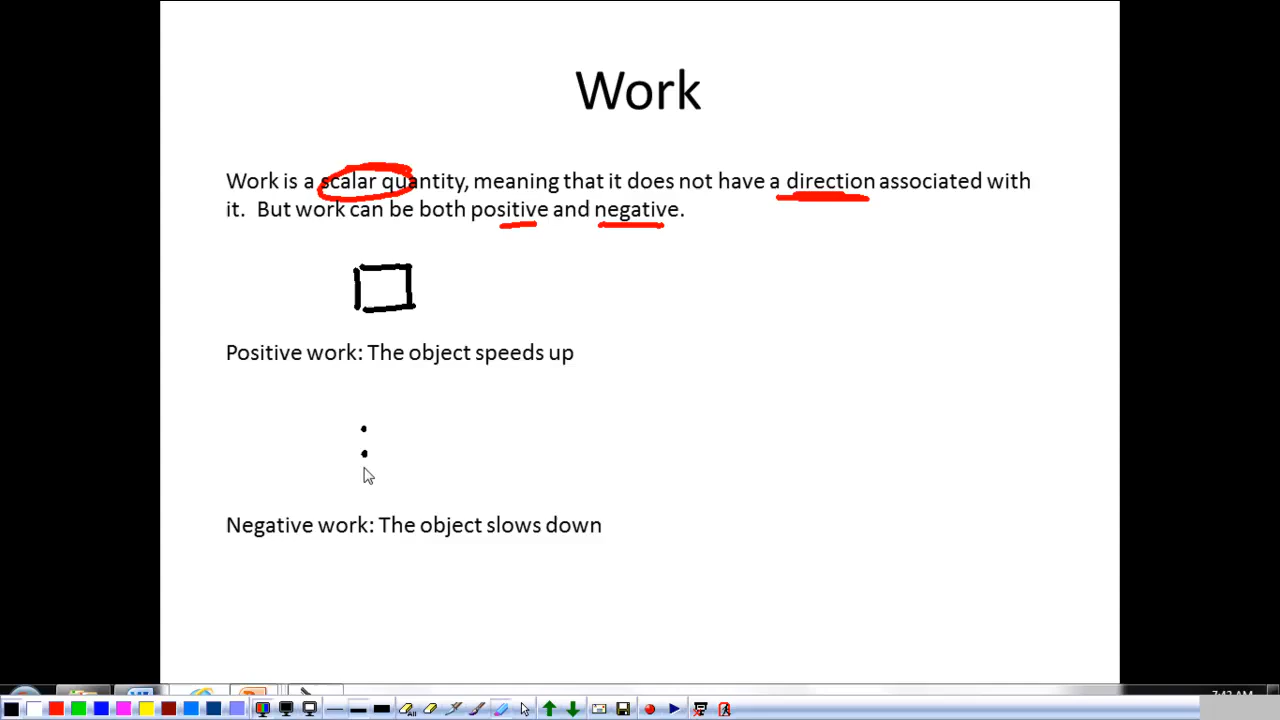 Work
Work is a scalar quantity, meaning that it does not have a direction associated with
it. But work can be both positive and negative.
Positive work: The object speeds up
Negative work: The object slows down